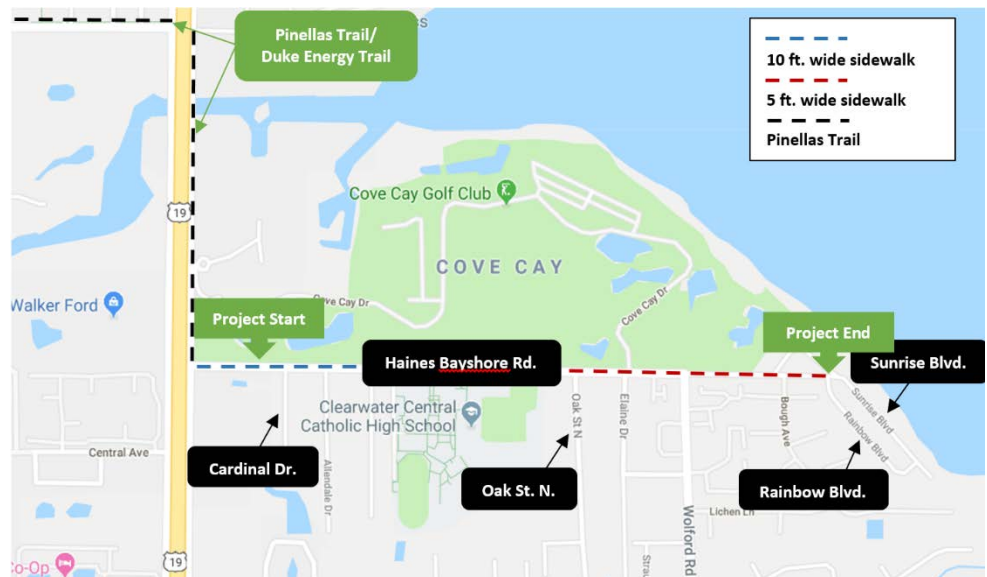 Pinellas Trail/
Duke Energy Trail
10 ft. wide sidewalk
5 ft. wide sidewalk
Pinellas Trail
19
Cove Cay Golf Club
COVE CAY
Walker Ford
Cove Cay Dr
Cove Cay Dr
Project Start
Project End
Haines Bayshore Rd.
Sunrise Blvd.
Clearwater Central
Catholic High School
Oak St N
Elaine Dr
Bough Ave
Sunrise Blvd
Rainbow Blvd
Central Ave
Cardinal Dr.
Allendale Dr
Oak St. N.
Wolford Rd
Rainbow Blvd.
Lichen Ln
19
Co-Op